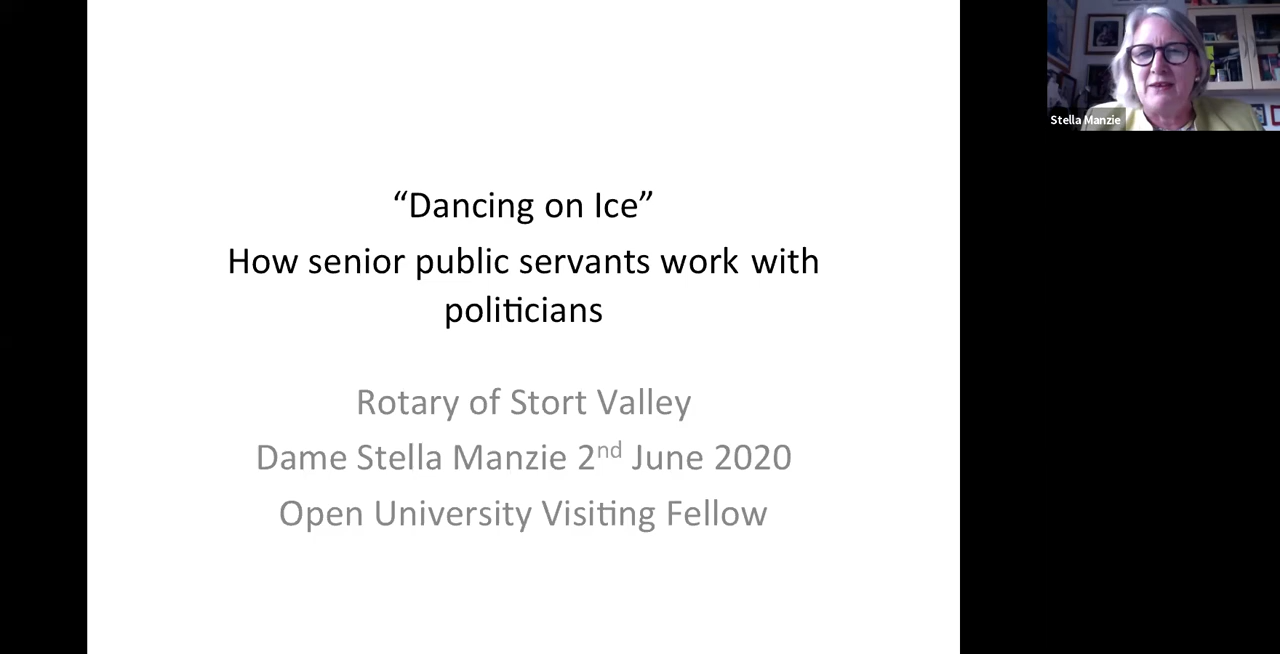 “Dancing on Ice”
How senior public servants work with
politicians
Rotary of Stort Valley
Dame Stella Manzie 2nd June 2020
Open University Visiting Fellow
Stella Manzie